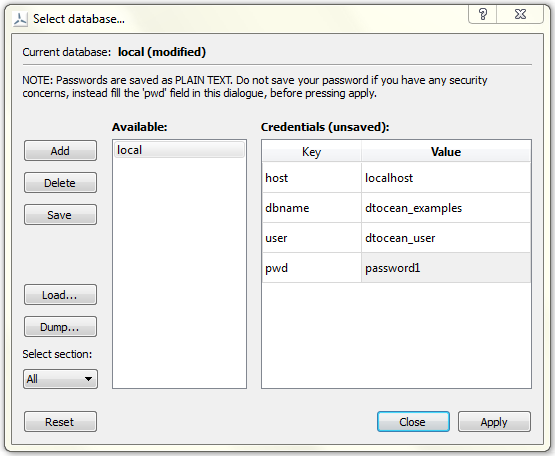 Select database...
Current database: local (modified)
NOTE: Passwords are saved as PLAIN TEXT. Do not save your password if you have any security
concerns, instead fill the 'pwd' field in this dialogue, before pressing apply.
Available:
Credentials (unsaved):
Add
Delete
Save
Load...
Dump...
Select section:
All
local
Key Value
host localhost
dbname dtocean_examples
user dtocean_user
pwd password1
Reset
Close
Apply